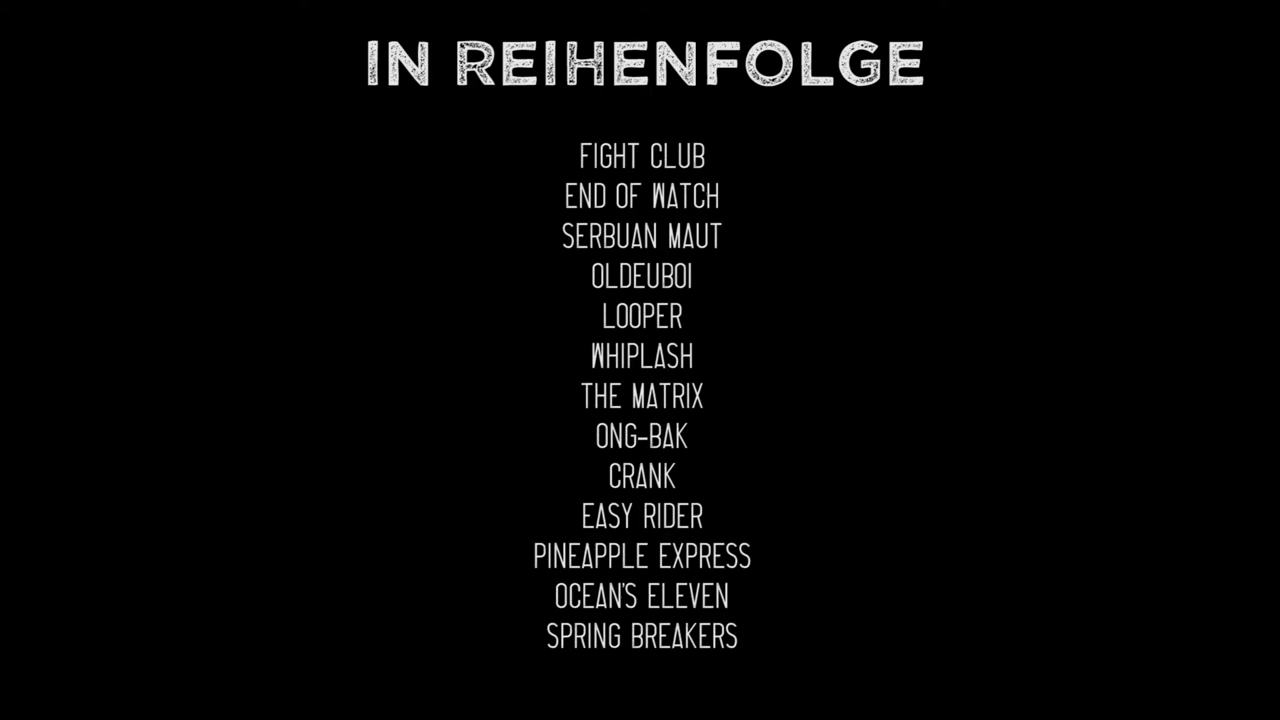 IN REIHENFOLGE
FIGHT CLUB
END OF WATCH
SERBUAN MAUT
OLDEUBOI
LOOPER
WHIPLASH
THE MATRIX
ONG-BAK
CRANK
EASY RIDER
PINEAPPLE EXPRESS
OCEAN'S ELEVEN
SPRING BREAKERS